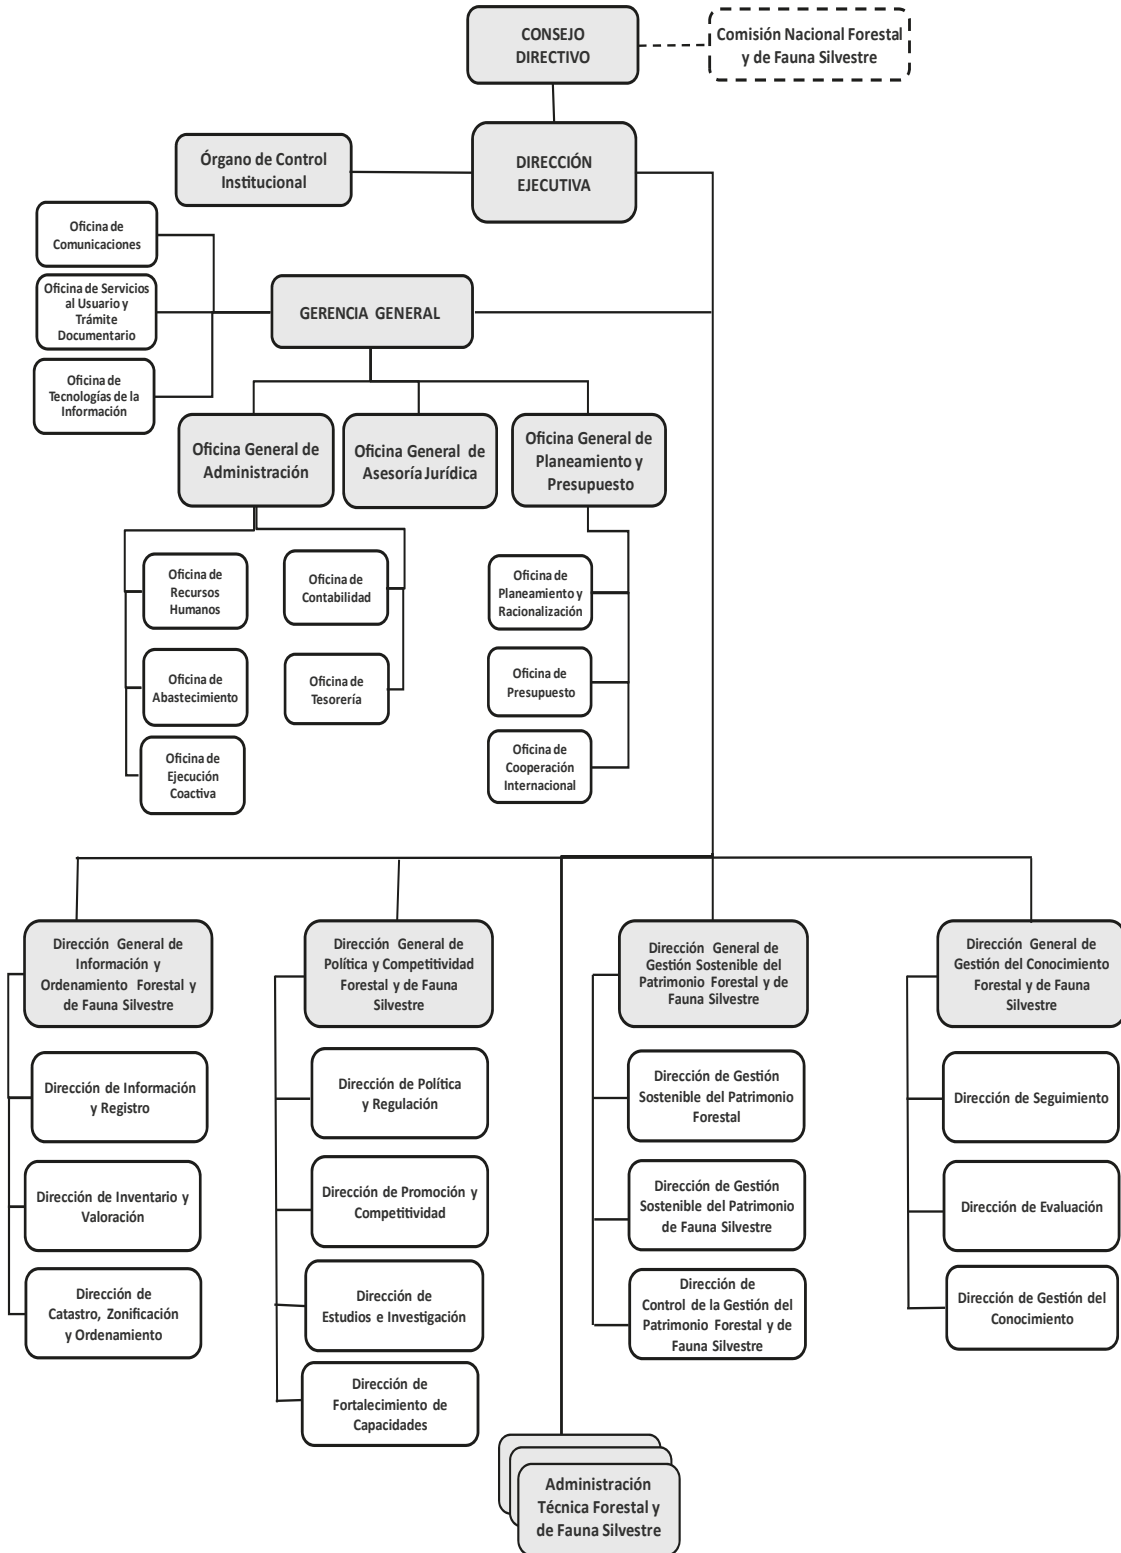 CONSEJO
DIRECTIVO
Comisión Nacional Forestal
y de Fauna Silvestre
Órgano de Control
Institucional
DIRECCIÓN
EJECUTIVA
Oficina de
Comunicaciones
Oficina de Servicios
al Usuario y
Trámite
Documentario
Oficina de
Tecnologías de la
Información
GERENCIA GENERAL
Oficina General de
Administración
Oficina General de
Asesoría Jurídica
Oficina General de
Planeamiento y
Presupuesto
Oficina de
Recursos
Humanos
Oficina de
Contabilidad
Oficina de
Planeamiento y
Racionalización
Oficina de
Abastecimiento
Oficina de
Tesorería
Oficina de
Presupuesto
Oficina de
Ejecución
Coactiva
Oficina de
Cooperación
Internacional
Dirección General de
Información y
Ordenamiento Forestal y
de Fauna Silvestre
Dirección General de
Política y Competitividad
Forestal y de Fauna
Silvestre
Dirección General de
Gestión Sostenible del
Patrimonio Forestal y de
Fauna Silvestre
Dirección General de
Gestión del Conocimiento
Forestal y de Fauna
Silvestre
Dirección de Información
y Registro
Dirección de Política
y Regulación
Dirección de Gestión
Sostenible del Patrimonio
Forestal
Dirección de Seguimiento
Dirección de Inventario y
Valoración
Dirección de Promoción y
Competitividad
Dirección de Gestión
Sostenible del Patrimonio
de Fauna Silvestre
Dirección de Evaluación
Dirección de
Catastro, Zonificación
y Ordenamiento
Dirección de
Estudios e Investigación
Dirección de
Control de la Gestión del
Patrimonio Forestal y de
Fauna Silvestre
Dirección de Gestión del
Conocimiento
Dirección de
Fortalecimiento de
Capacidades
Administración
Técnica Forestal y
de Fauna Silvestre